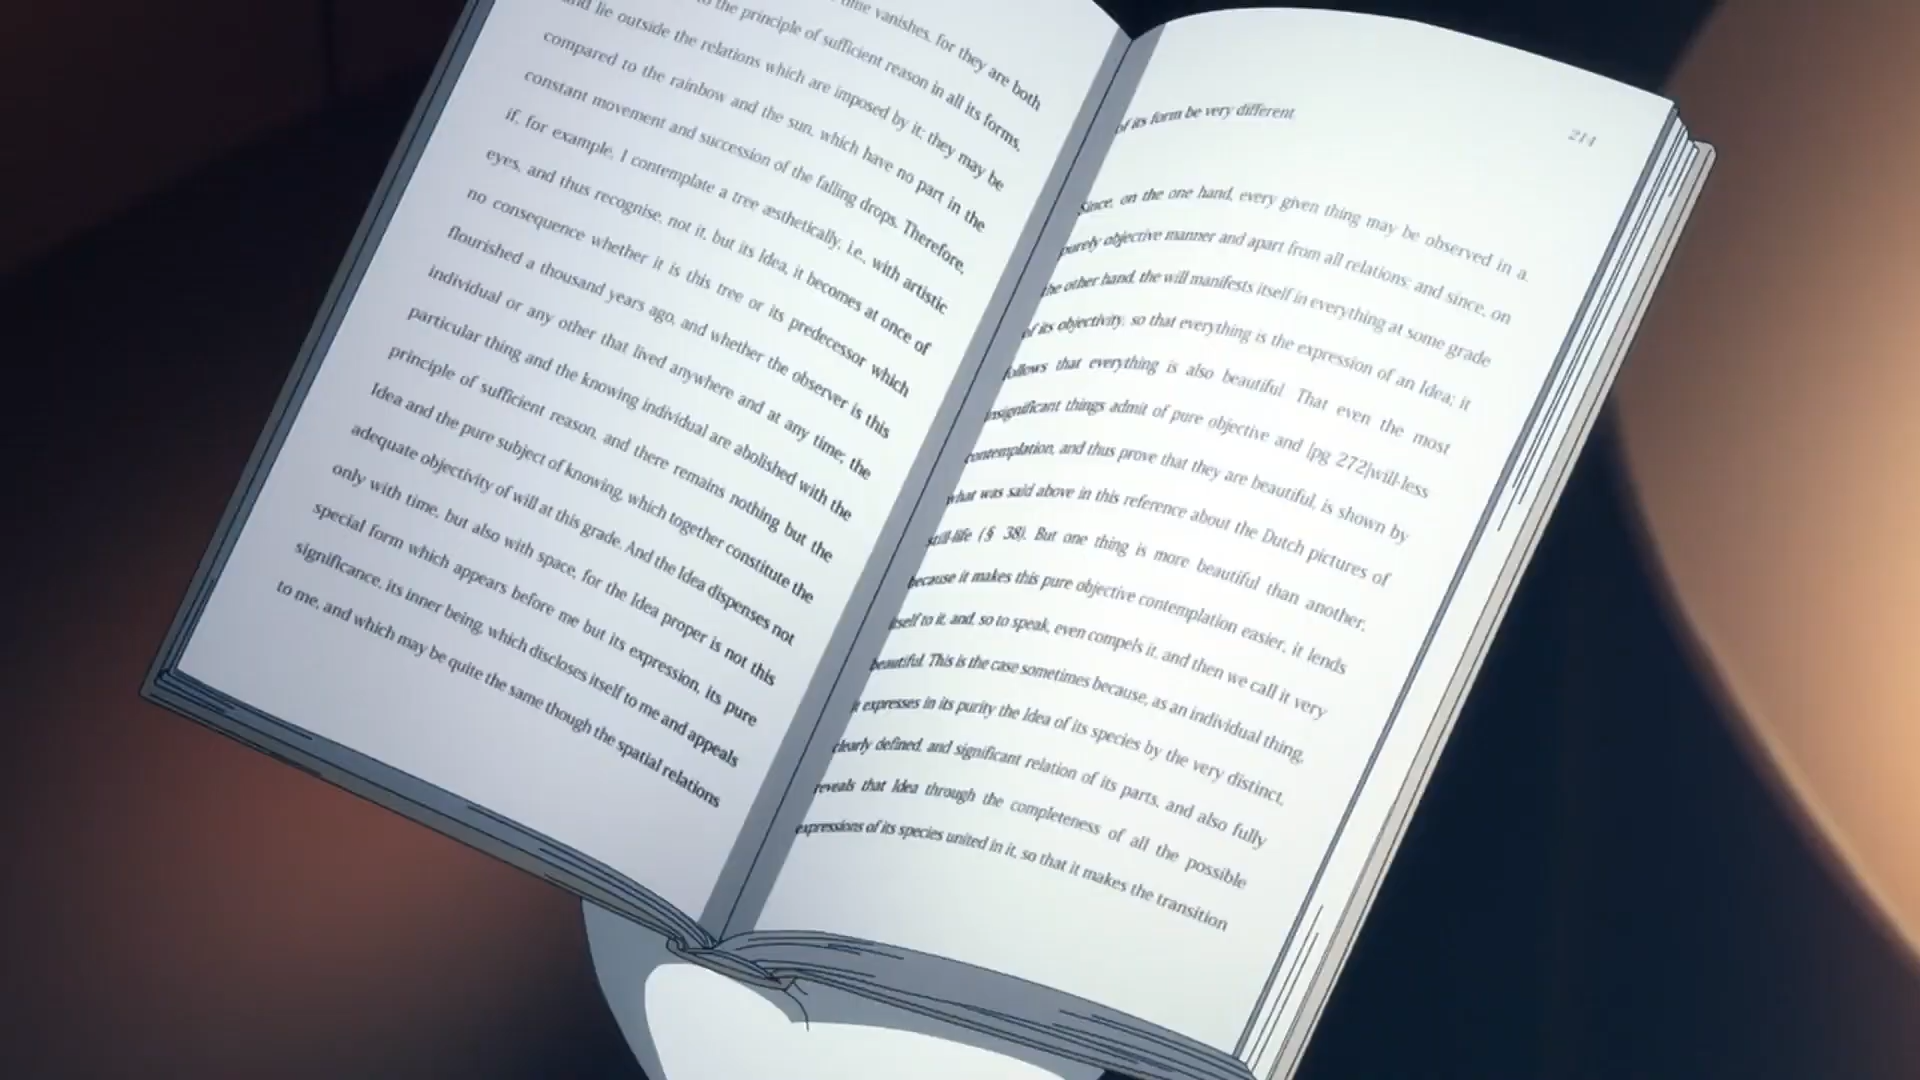 time vanishes, for they are both
to the principle of sufficient reason in all its forms,
and lie outside the relations which are imposed by it; they may be
compared to the rainbow and the sun, which have no part in the
constant movement and succession of the falling drops. Therefore,
if, for example, I contemplate a tree æsthetically, i.e., with artistic
eyes, and thus recognise, not it, but its Idea, it becomes at once of
no consequence whether it is this tree or its predecessor which
flourished a thousand years ago, and whether the observer is this
individual or any other that lived anywhere and at any time; the
particular thing and the knowing individual are abolished with the
principle of sufficient reason, and there remains nothing but the
Idea and the pure subject of knowing, which together constitute the
adequate objectivity of will at this grade. And the Idea dispenses not
only with time, but also with space, for the Idea proper is not this
special form which appears before me but its expression, its pure
significance, its inner being, which discloses itself to me and appeals
to me, and which may be quite the same though the spatial relations
of its form be very different
214
Since, on the one hand, every given thing may be observed in a
purely objective manner and apart from all relations; and since, on
the other hand, the will manifests itself in everything at some grade
of its objectivity, so that everything is the expression of an Idea; it
follows that everything is also beautiful. That even the most
insignificant things admit of pure objective and [pg 272]will-less
contemplation, and thus prove that they are beautiful, is shown by
what was said above in this reference about the Dutch pictures of
still-life (§ 38). But one thing is more beautiful than another,
because it makes this pure objective contemplation easier, it lends
itself to it, and, so to speak, even compels it, and then we call it very
beautiful. This is the case sometimes because, as an individual thing,
it expresses in its purity the Idea of its species by the very distinct,
clearly defined, and significant relation of its parts, and also fully
reveals that Idea through the completeness of all the possible
expressions of its species united in it, so that it makes the transition